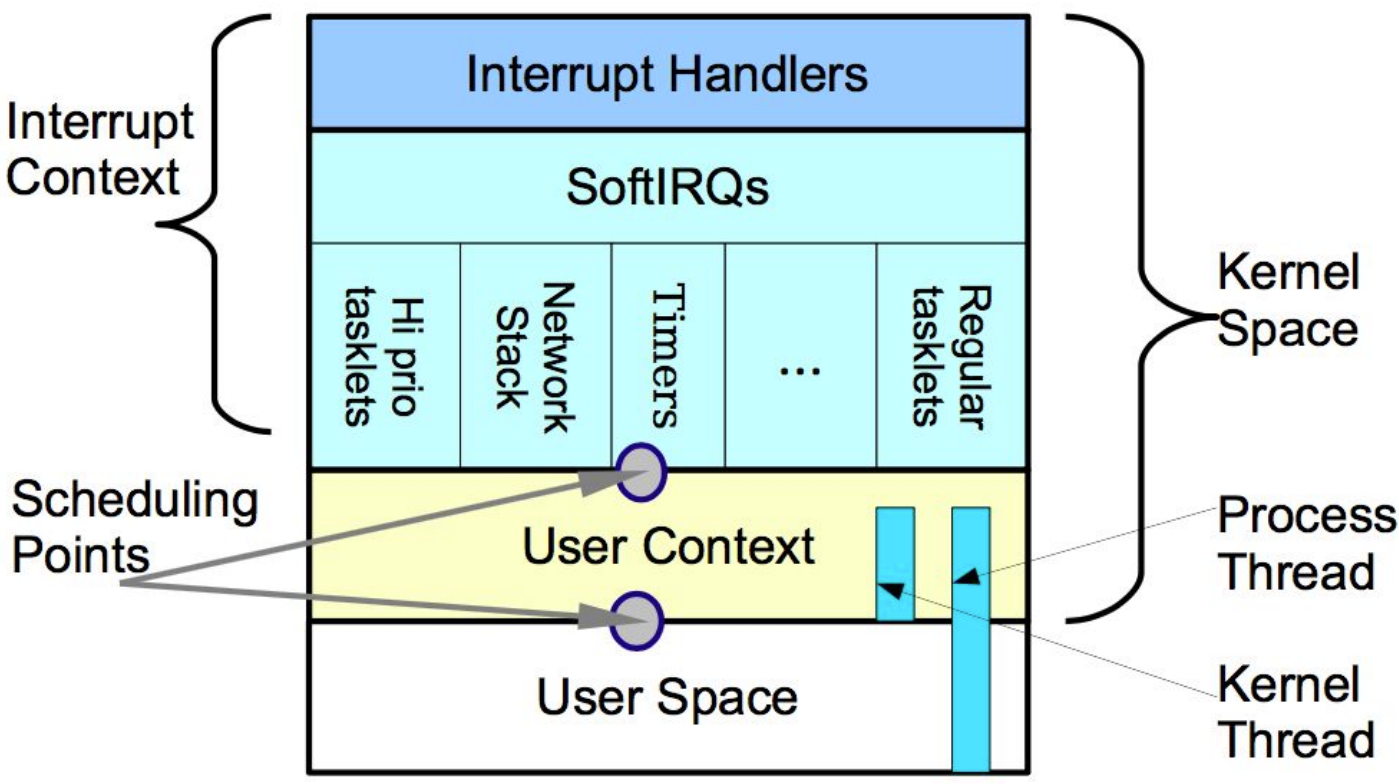 Interrupt Handlers
Interrupt
Context
SoftIRQs
Hi prio
tasklets
Network
Stack
Timers
...
Regular
tasklets
Kernel
Space
Scheduling
Points
User Context
Process
Thread
User Space
Kernel
Thread